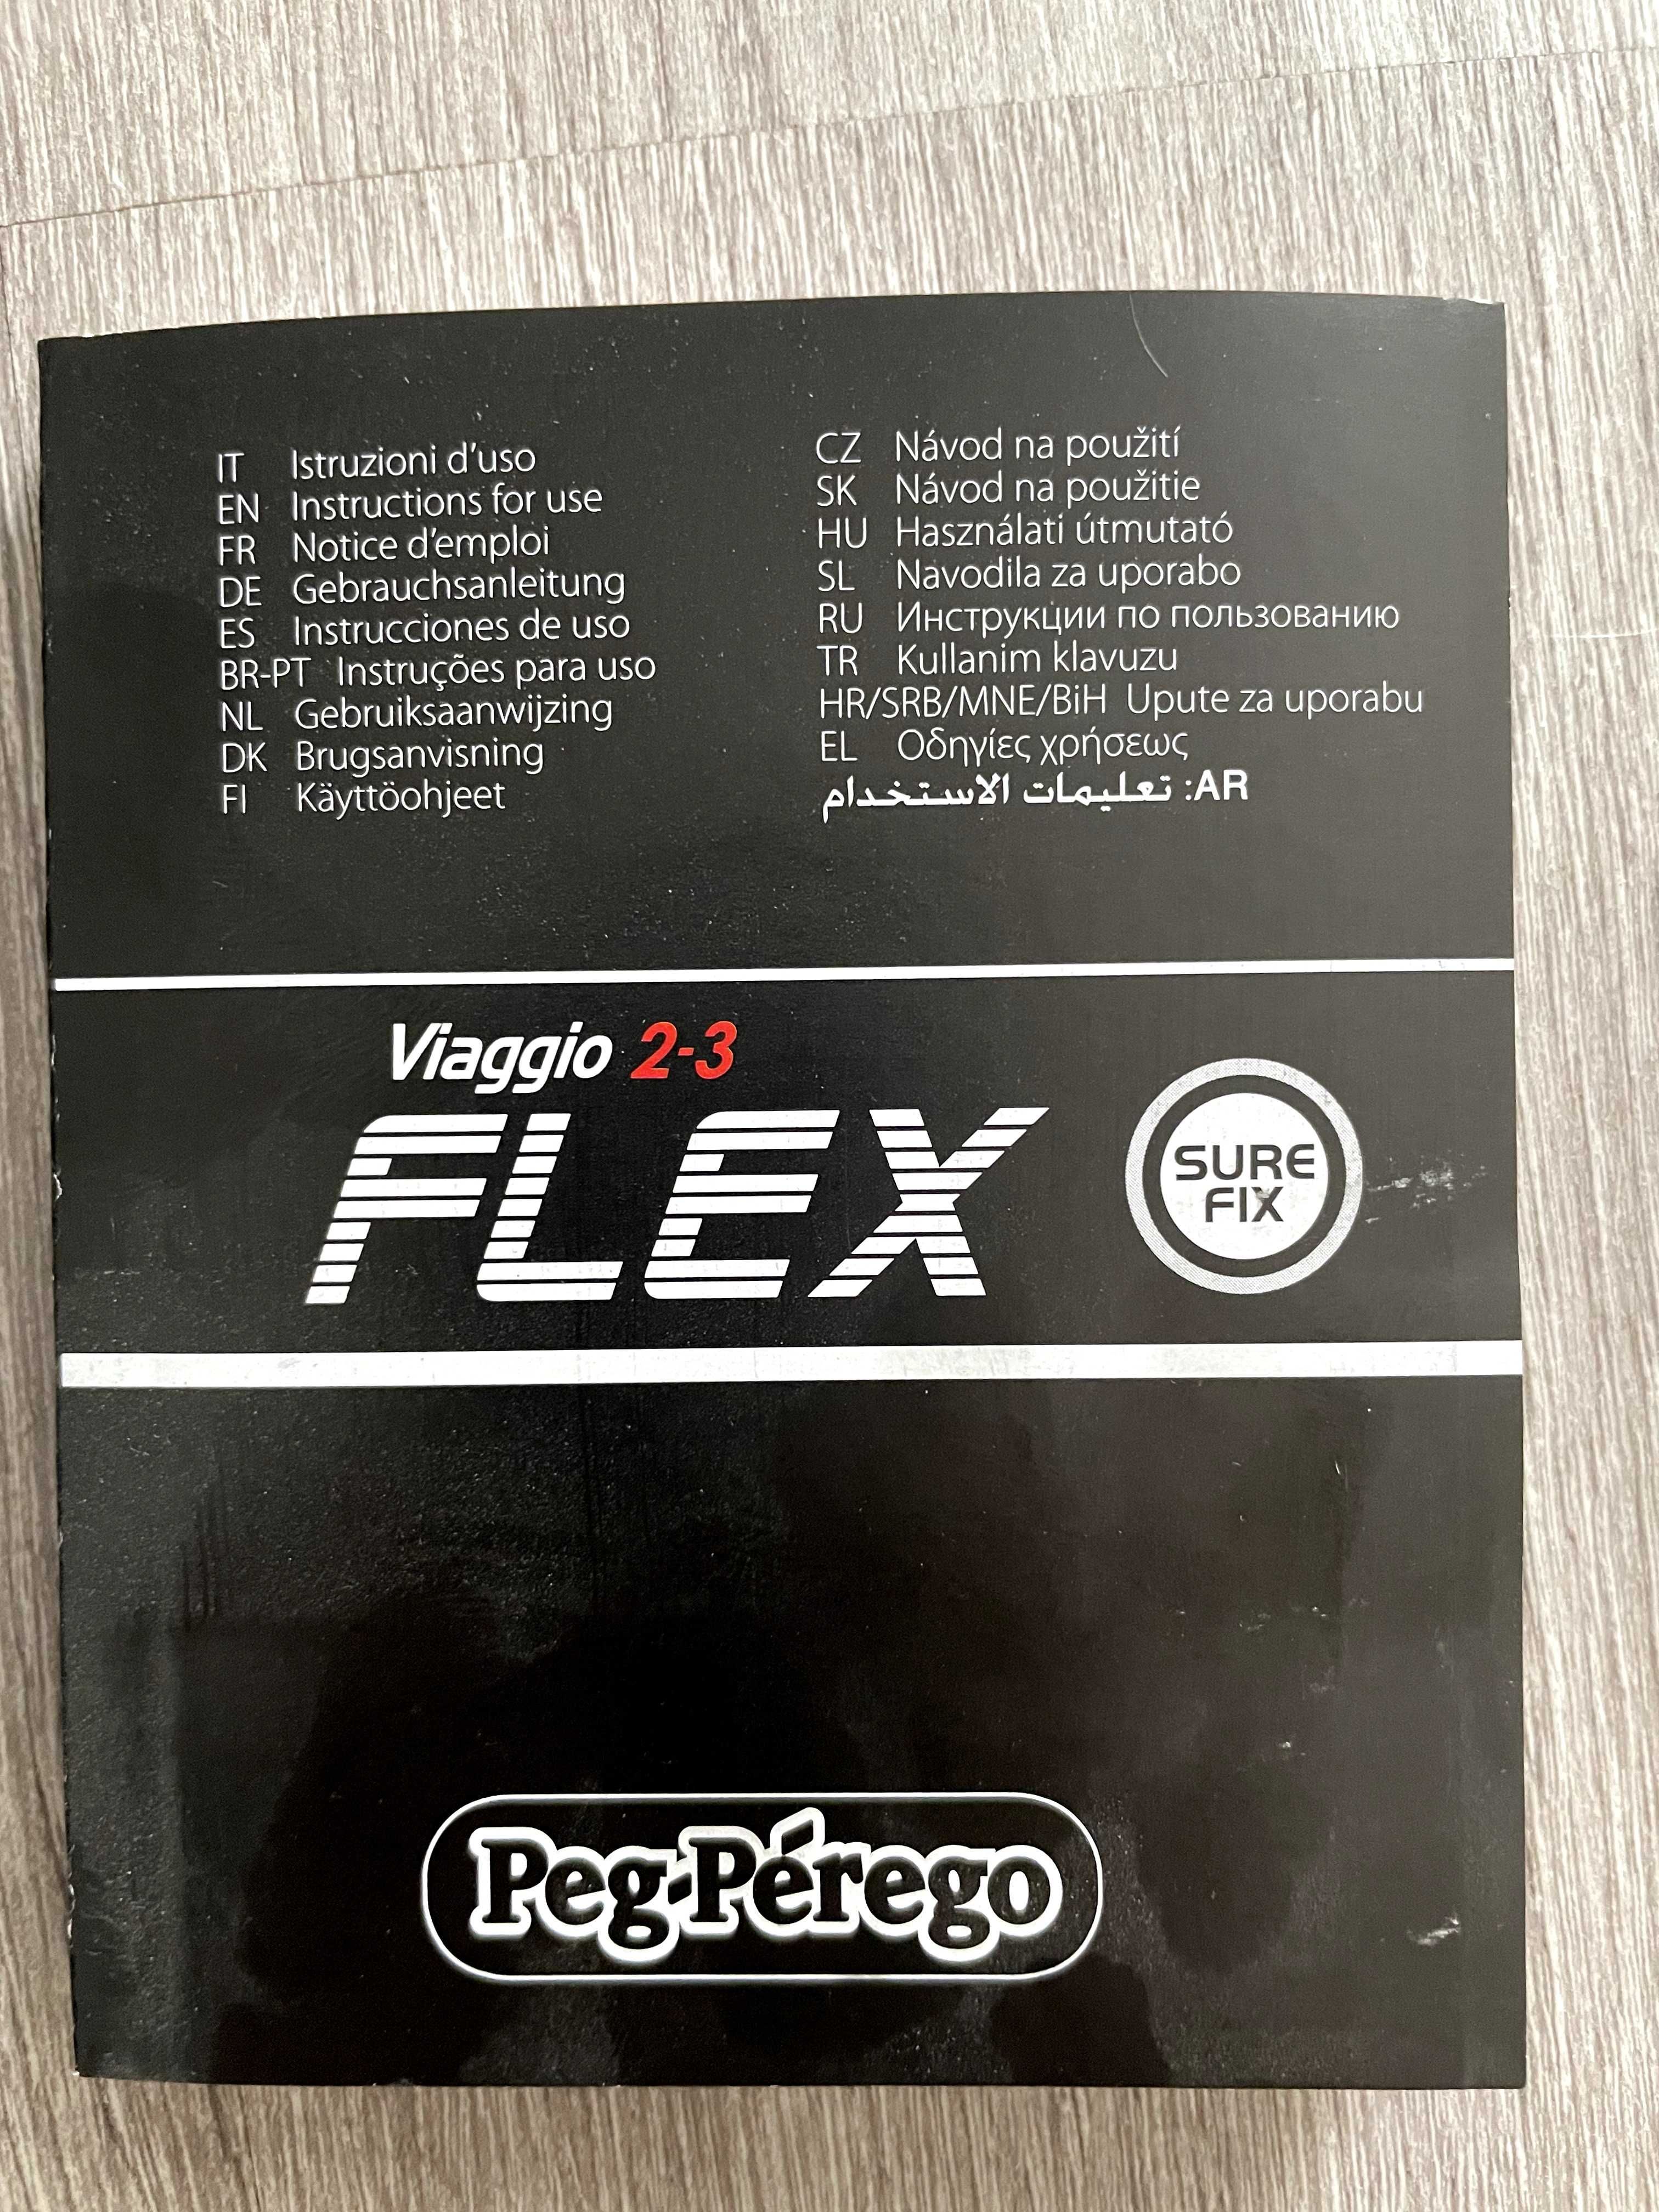 IT Istruzioni d'uso
EN Instructions for use
FR Notice d'emploi
DE Gebrauchsanleitung
ES Instrucciones de uso
BR-PT Instruções para uso
NL Gebruiksaanwijzing
DK Brugsanvisning
FI Käyttöohjeet
CZ Návod na použití
SK Návod na použitie
HU Használati útmutató
SL Navodila za uporabo
RU Инструкции по пользованию
TR Kullanim klavuzu
HR/SRB/MNE/BiH Upute za uporabu
EL Οδηγίες χρήσεως
AR: تعليمات الاستخدام
Viaggio 2-3
FLEX
SURE
FIX
Peg-Pérego